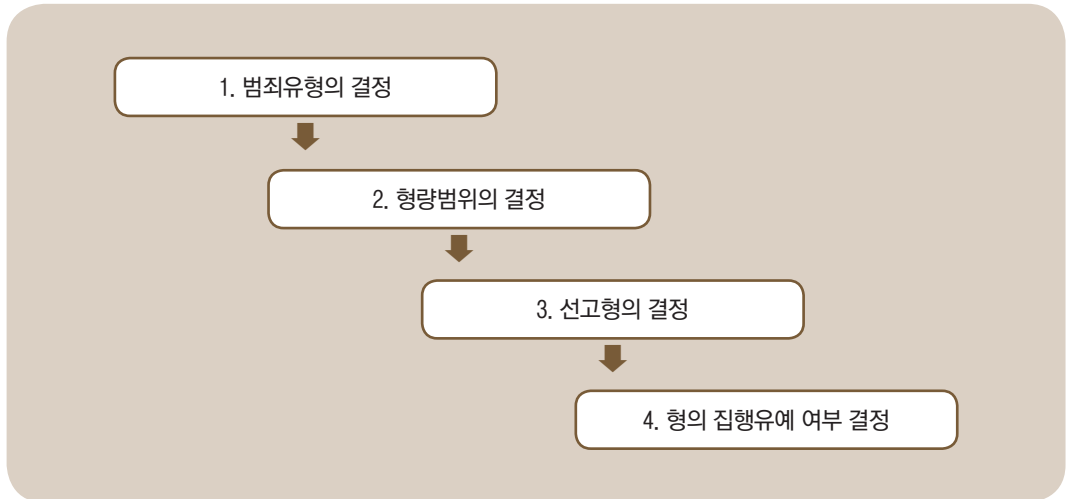 1. 범죄유형의 결정
2. 형량범위의 결정
3. 선고형의 결정
4. 형의 집행유예 여부 결정